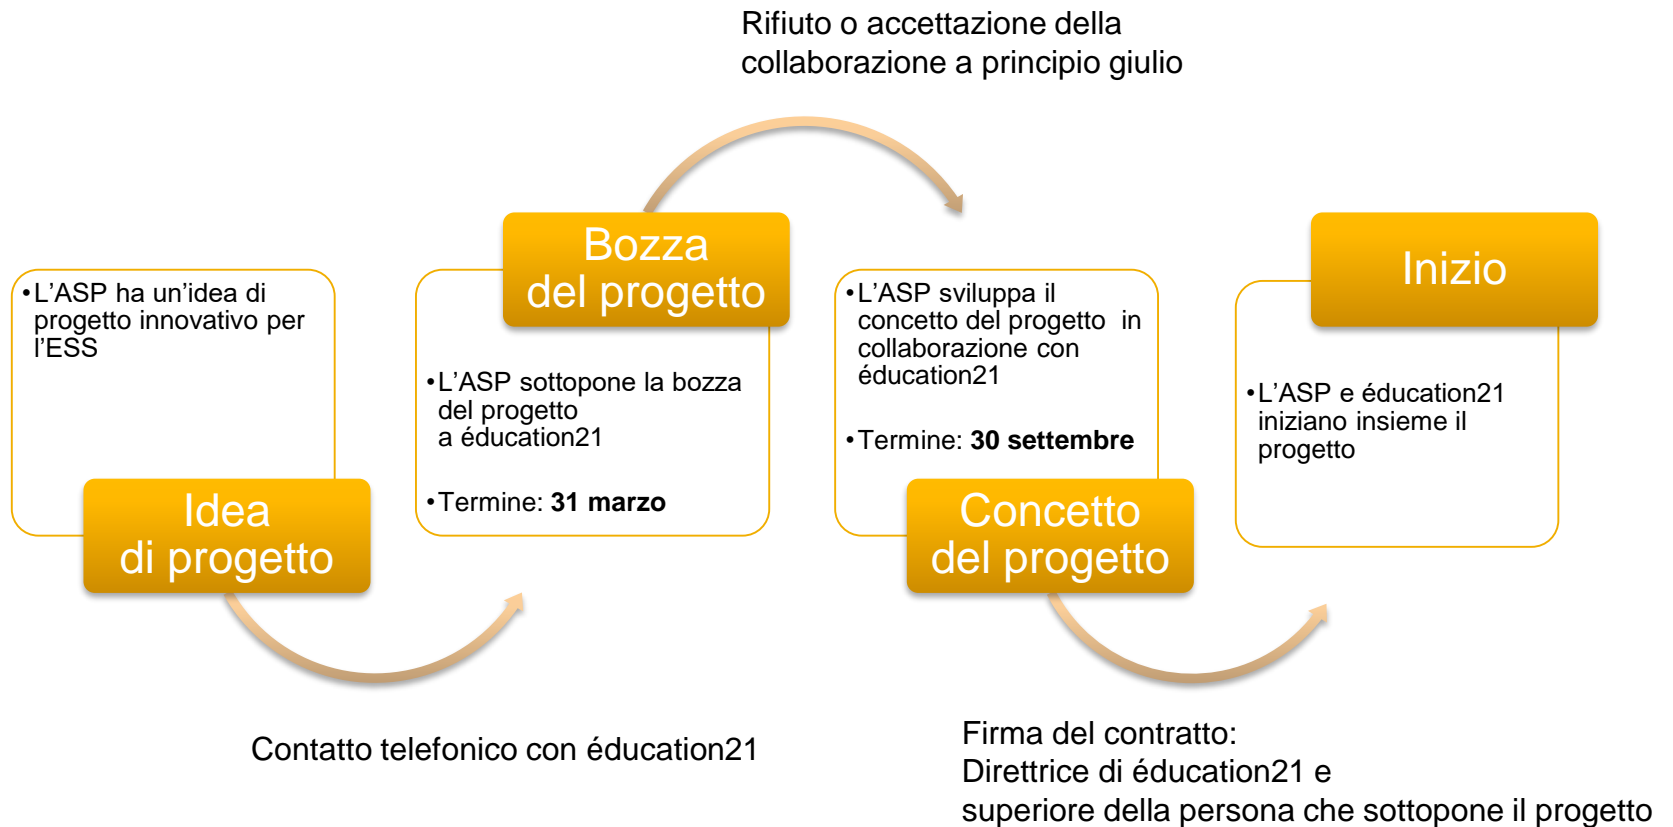 Rifiuto o accettazione della
collaborazione a principio giulio
•L’ASP ha un’idea di
progetto innovativo per
l’ESS
Idea
di progetto
Contatto telefonico con éducation21
Bozza
del progetto
•L’ASP sottopone la bozza
del progetto
a éducation21
•Termine: 31 marzo
•L’ASP sviluppa il
concetto del progetto in
collaborazione con
éducation21
•Termine: 30 settembre
Concetto
del progetto
Firma del contratto:
Direttrice di éducation21 e
superiore della persona che sottopone il progetto
Inizio
•L’ASP e éducation21
iniziano insieme il
progetto